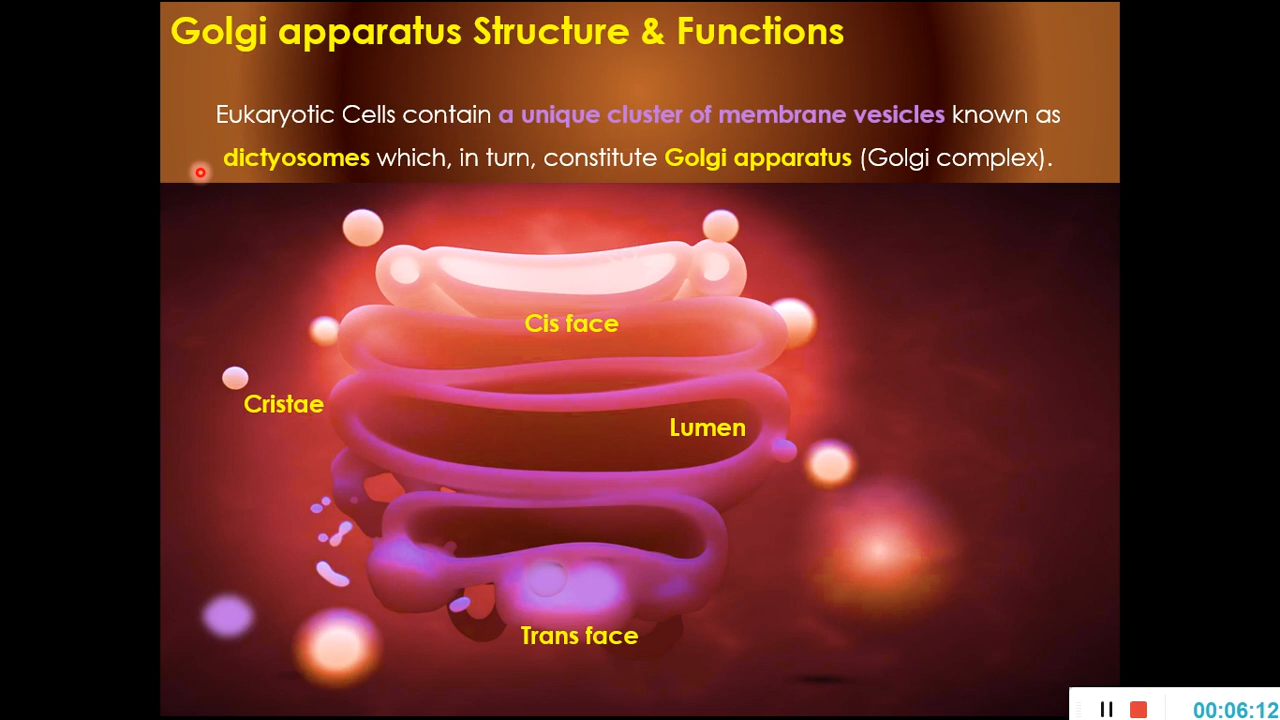 Golgi apparatus Structure & Functions
Eukaryotic Cells contain a unique cluster of membrane vesicles known as
dictyosomes which, in turn, constitute Golgi apparatus (Golgi complex).
Cis face
Cristae
Lumen
Trans face
00:06:12